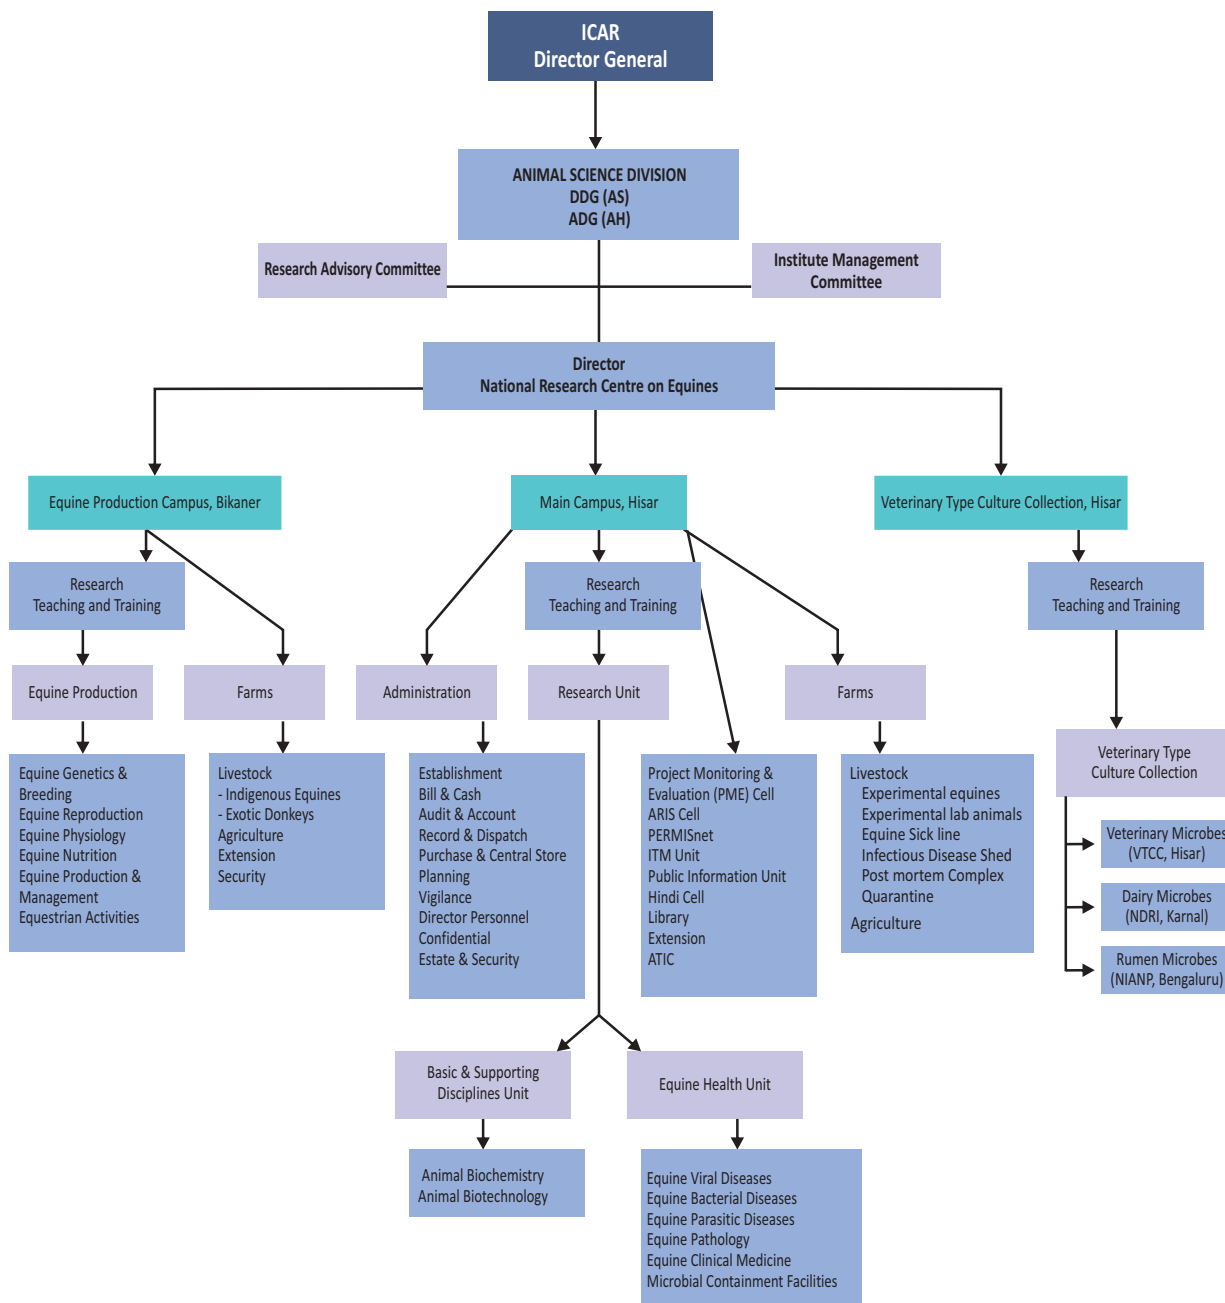 ICAR
Director General
ANIMAL SCIENCE DIVISION
DDG (AS)
ADG (AH)
Research Advisory Committee
Institute Management
Committee
Director
National Research Centre on Equines
Equine Production Campus, Bikaner
Main Campus, Hisar
Veterinary Type Culture Collection, Hisar
Research
Teaching and Training
Research
Teaching and Training
Research
Teaching and Training
Equine Production
Farms
Administration
Research Unit
Farms
Veterinary Type
Culture Collection
Equine Genetics &
Breeding
Equine Reproduction
Equine Physiology
Equine Nutrition
Equine Production &
Management
Equestrian Activities
Livestock
- Indigenous Equines
- Exotic Donkeys
Agriculture
Extension
Security
Establishment
Bill & Cash
Audit & Account
Record & Dispatch
Purchase & Central Store
Planning
Vigilance
Director Personnel
Confidential
Estate & Security
Project Monitoring &
Evaluation (PME) Cell
ARIS Cell
PERMISnet
ITM Unit
Public Information Unit
Hindi Cell
Library
Extension
ATIC
Livestock
Experimental equines
Experimental lab animals
Equine Sick line
Infectious Disease Shed
Post mortem Complex
Quarantine
Agriculture
Veterinary Microbes
(VTCC, Hisar)
Dairy Microbes
(NDRI, Karnal)
Rumen Microbes
(NIANP, Bengaluru)
Basic & Supporting
Disciplines Unit
Equine Health Unit
Animal Biochemistry
Animal Biotechnology
Equine Viral Diseases
Equine Bacterial Diseases
Equine Parasitic Diseases
Equine Pathology
Equine Clinical Medicine
Microbial Containment Facilities